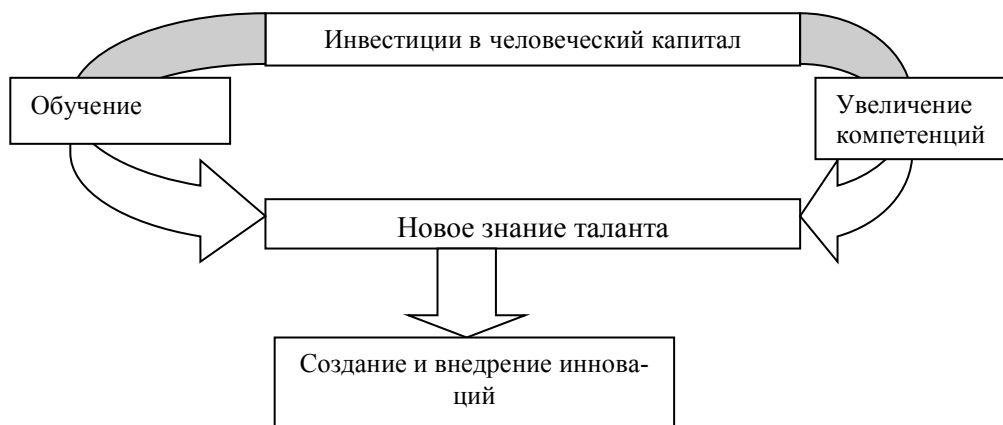 Инвестиции в человеческий капитал
Обучение
Увеличение
компетенций
Новое знание таланта
Создание и внедрение иннова-
ций